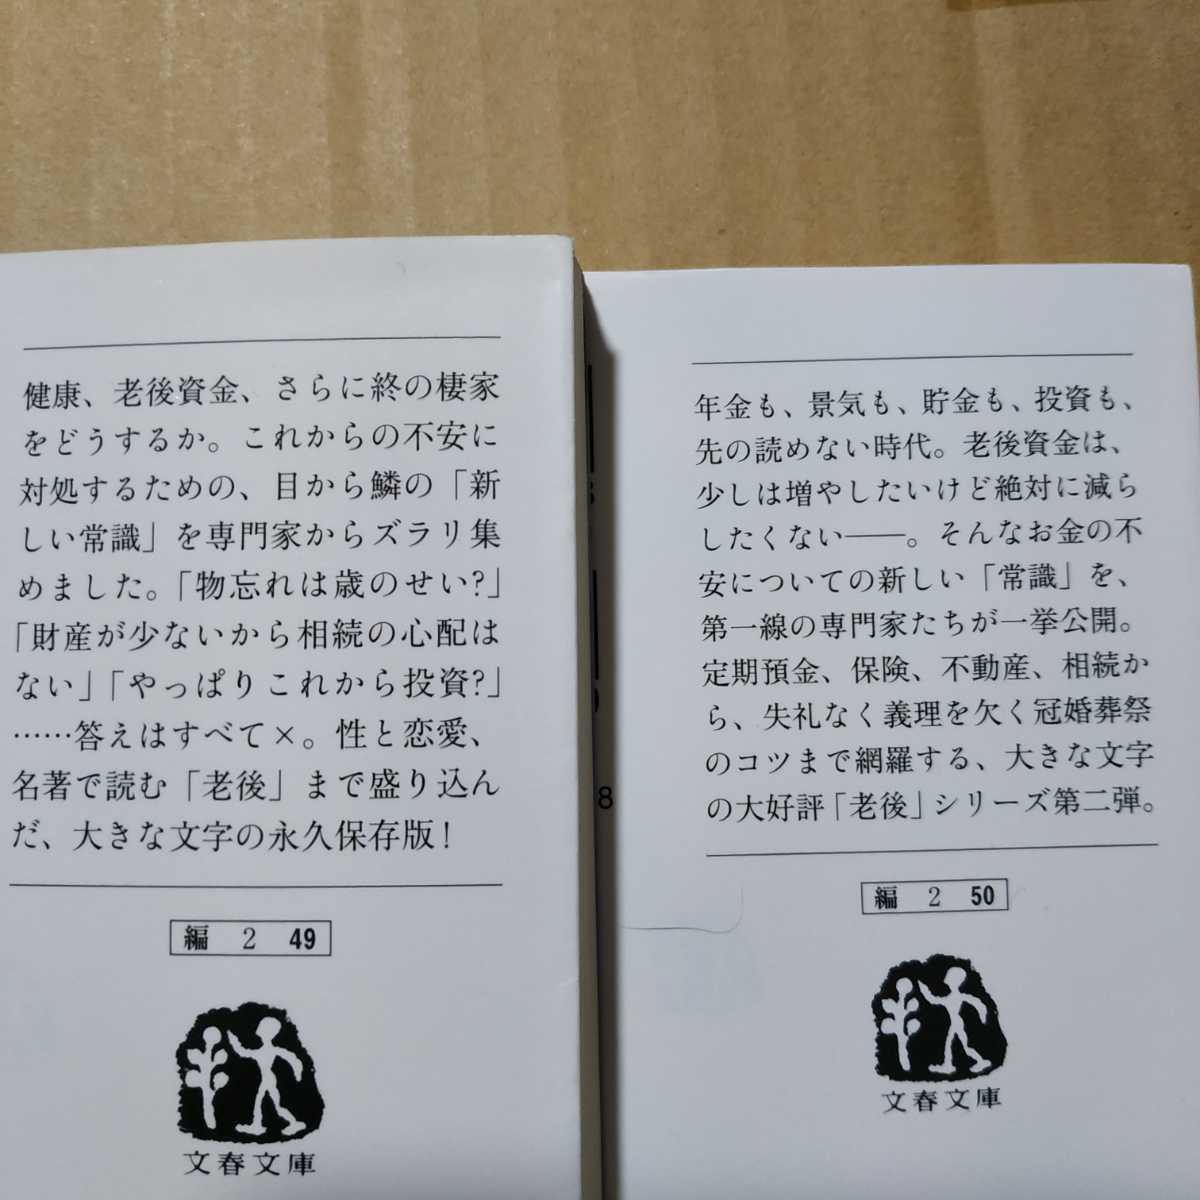 健康、老後資金、さらに終の棲家
をどうするか。これからの不安に
対処するための、目から鱗の「新
しい常識」を専門家からズラリ集
めました。「物忘れは歳のせい?」
「財産が少ないから相続の心配は
ない」「やっぱりこれから投資?」
……答えはすべて×。性と恋愛、
名著で読む「老後」まで盛り込ん
だ、大きな文字の永久保存版!
編 2 49
文春文庫
8
年金も、景気も、貯金も、投資も、
先の読めない時代。老後資金は、
少しは増やしたいけど絶対に減ら
したくない――。そんなお金の不
安についての新しい「常識」を、
第一線の専門家たちが一挙公開。
定期預金、保険、不動産、相続か
ら、失礼なく義理を欠く冠婚葬祭
のコツまで網羅する、大きな文字
の大好評「老後」シリーズ第二弾。
編 2 50
文春文庫